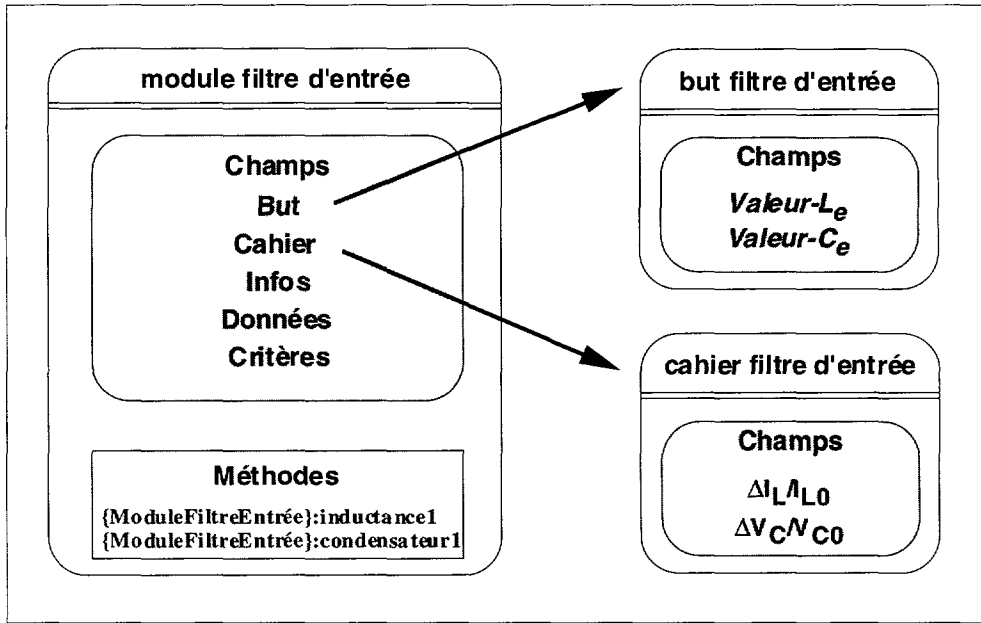 module filtre d'entrée
Champs
But
Cahier
Infos
Données
Critères
Méthodes
{ModuleFiltreEntrée}:inductance1
{ModuleFiltreEntrée}:condensateur1
but filtre d'entrée
Champs
Valeur-Le
Valeur-Ce
cahier filtre d'entrée
Champs
ΔIL/IL0
ΔVC/VC0